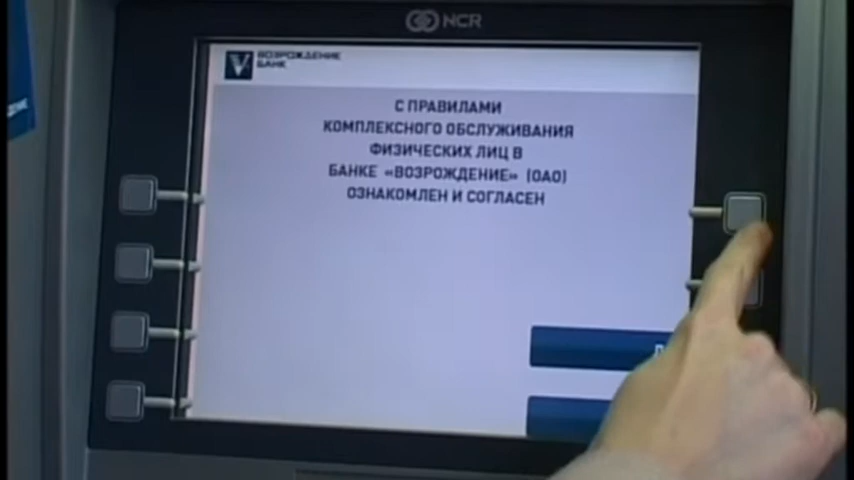 NCR
ВОЗРОЖДЕНИЕ
БАНК
С ПРАВИЛАМИ
КОМПЛЕКСНОГО ОБСЛУЖИВАНИЯ
ФИЗИЧЕСКИХ ЛИЦ В
БАНКЕ «ВОЗРОЖДЕНИЕ» (ОАО)
ОЗНАКОМЛЕН И СОГЛАСЕН